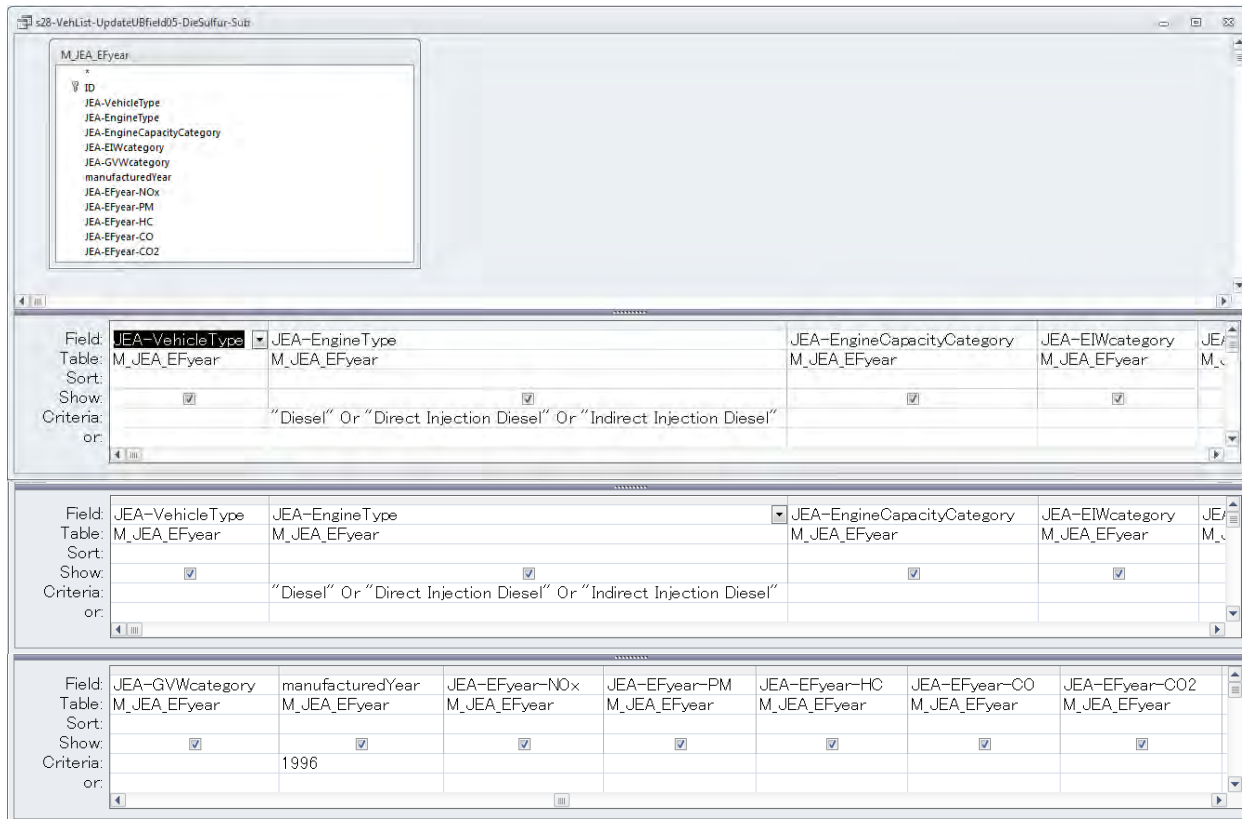 s28-VehList-UpdateUBfield05-DieSulfur-Sub
M_JEA_EFyear
*
ID
JEA-VehicleType
JEA-EngineType
JEA-EngineCapacityCategory
JEA-EIWcategory
JEA-GVWcategory
manufacturedYear
JEA-EFyear-NOx
JEA-EFyear-PM
JEA-EFyear-HC
JEA-EFyear-CO
JEA-EFyear-CO2
Field: JEA-VehicleType JEA-EngineType JEA-EngineCapacityCategory JEA-EIWcategory JEA
Table: M_JEA_EFyear M_JEA_EFyear M_JEA_EFyear M_JEA_EFyear M_
Sort:
Show:
Criteria: "Diesel" Or "Direct Injection Diesel" Or "Indirect Injection Diesel"
or:
Field: JEA-VehicleType JEA-EngineType JEA-EngineCapacityCategory JEA-EIWcategory JEA
Table: M_JEA_EFyear M_JEA_EFyear M_JEA_EFyear M_JEA_EFyear M_
Sort:
Show:
Criteria: "Diesel" Or "Direct Injection Diesel" Or "Indirect Injection Diesel"
or:
Field: JEA-GVWcategory manufacturedYear JEA-EFyear-NOx JEA-EFyear-PM JEA-EFyear-HC JEA-EFyear-CO JEA-EFyear-CO2
Table: M_JEA_EFyear M_JEA_EFyear M_JEA_EFyear M_JEA_EFyear M_JEA_EFyear M_JEA_EFyear M_JEA_EFyear
Sort:
Show:
Criteria: 1996
or: